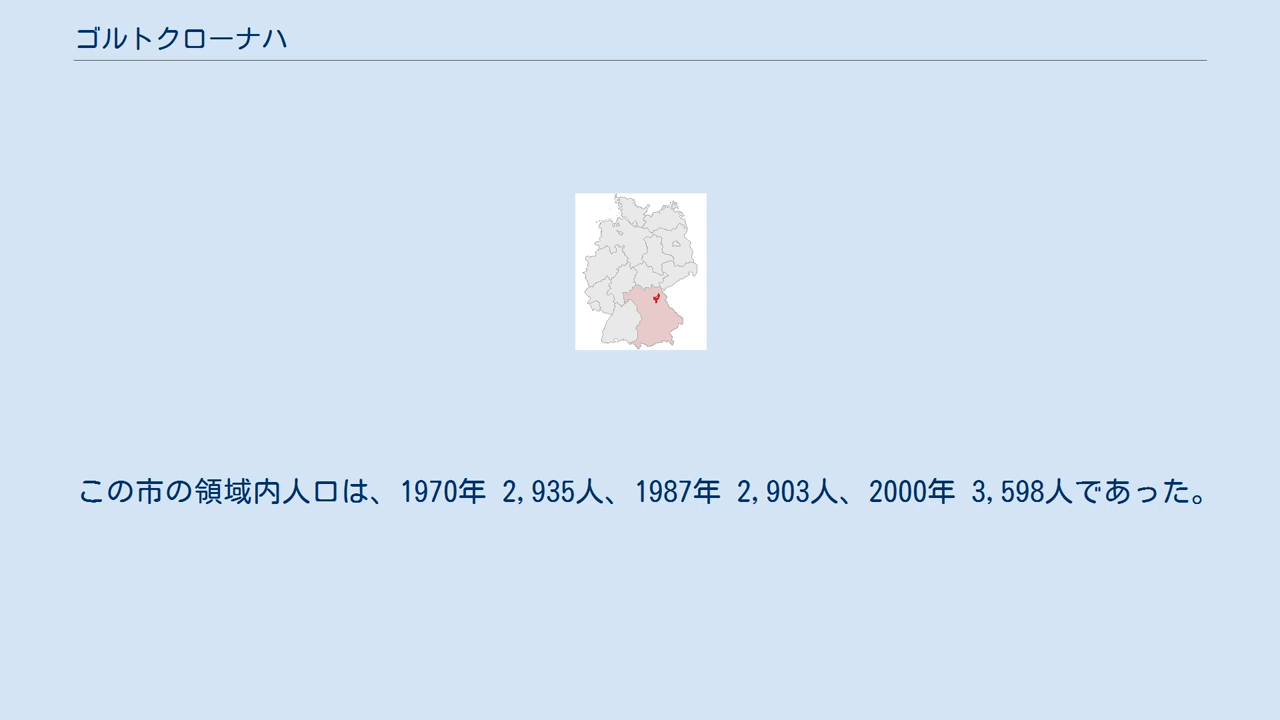 ゴルトクローナハ
この市の領域内人口は、1970年 2,935人、1987年 2,903人、2000年 3,598人であった。